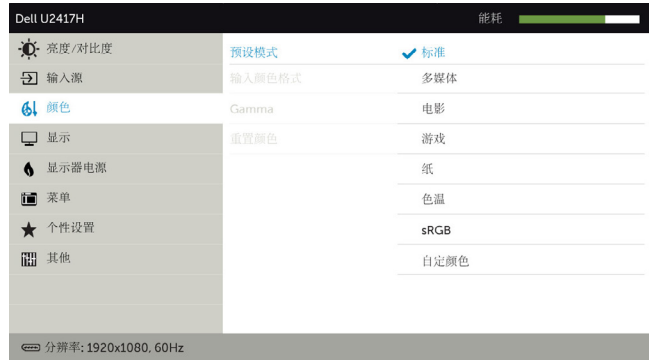 Dell U2417H
能耗
亮度/对比度
输入源
颜色
显示
显示器电源
菜单
个性设置
其他
预设模式
输入颜色格式
Gamma
重置颜色
标准
多媒体
电影
游戏
纸
色温
sRGB
自定颜色
分辨率: 1920x1080, 60Hz